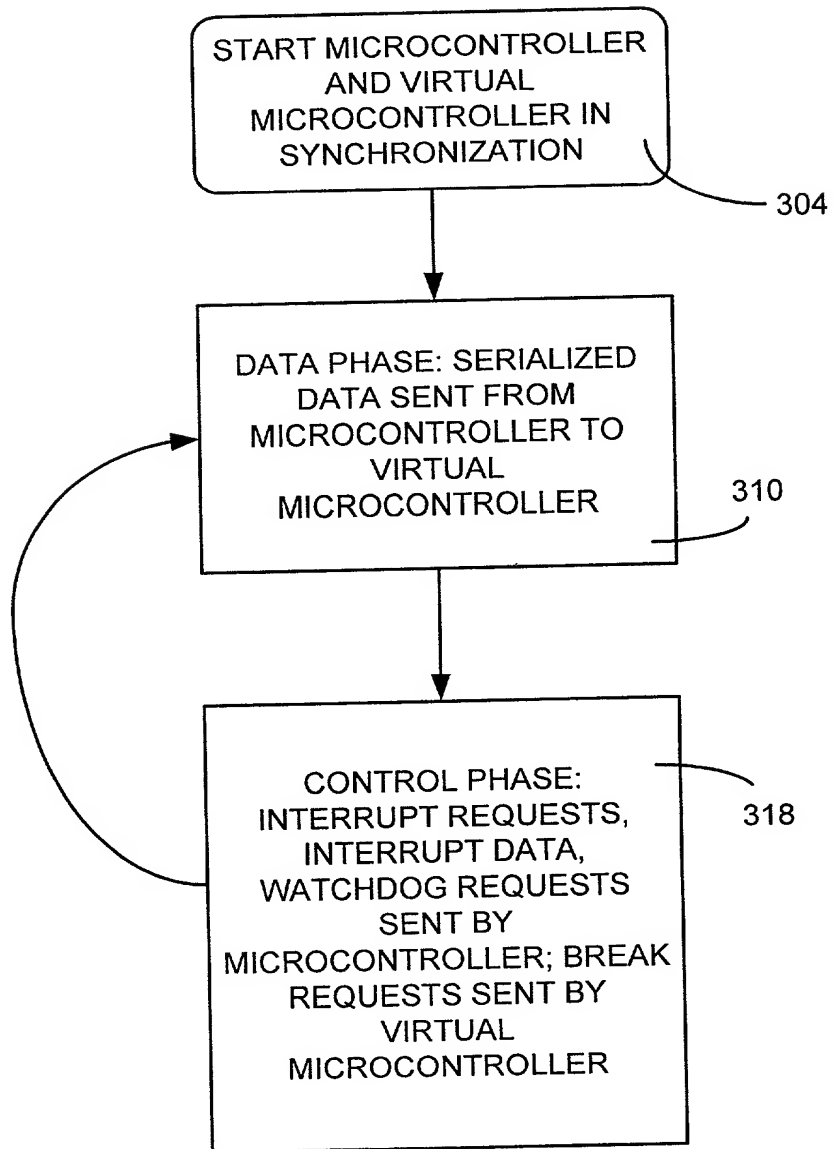 START MICROCONTROLLER
AND VIRTUAL
MICROCONTROLLER IN
SYNCHRONIZATION
304
DATA PHASE: SERIALIZED
DATA SENT FROM
MICROCONTROLLER TO
VIRTUAL
MICROCONTROLLER
310
CONTROL PHASE:
INTERRUPT REQUESTS,
INTERRUPT DATA,
WATCHDOG REQUESTS
SENT BY
MICROCONTROLLER; BREAK
REQUESTS SENT BY
VIRTUAL
MICROCONTROLLER
318